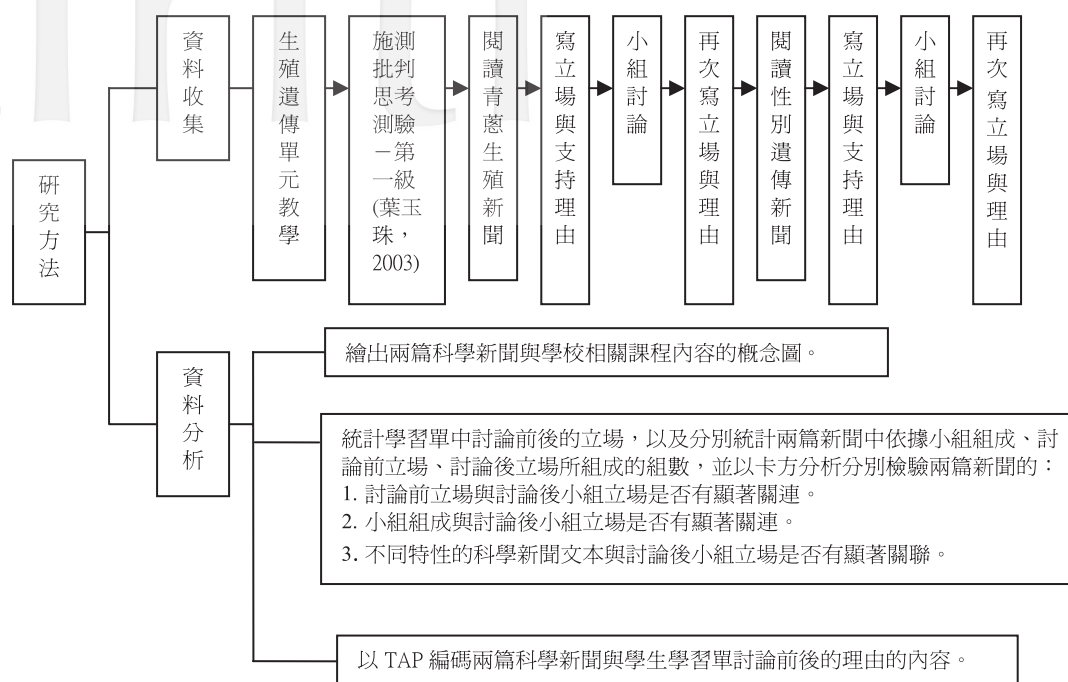 研究方法
資料收集
生殖遺傳單元教學
施測
批判
思考
測驗
－第
一級
(葉玉
珠，
2003)
閱讀青蔥生殖新聞
寫立場與支持理由
小組討論
再次寫立場與理由
閱讀性別遺傳新聞
寫立場與支持理由
小組討論
再次寫立場與理由
資料分析
繪出兩篇科學新聞與學校相關課程內容的概念圖。
統計學習單中討論前後的立場，以及分別統計兩篇新聞中依據小組組成、討
論前立場、討論後立場所組成的組數，並以卡方分析分別檢驗兩篇新聞的：
1. 討論前立場與討論後小組立場是否有顯著關連。
2. 小組組成與討論後小組立場是否有顯著關連。
3. 不同特性的科學新聞文本與討論後小組立場是否有顯著關聯。
以 TAP 編碼兩篇科學新聞與學生學習單討論前後的理由的內容。